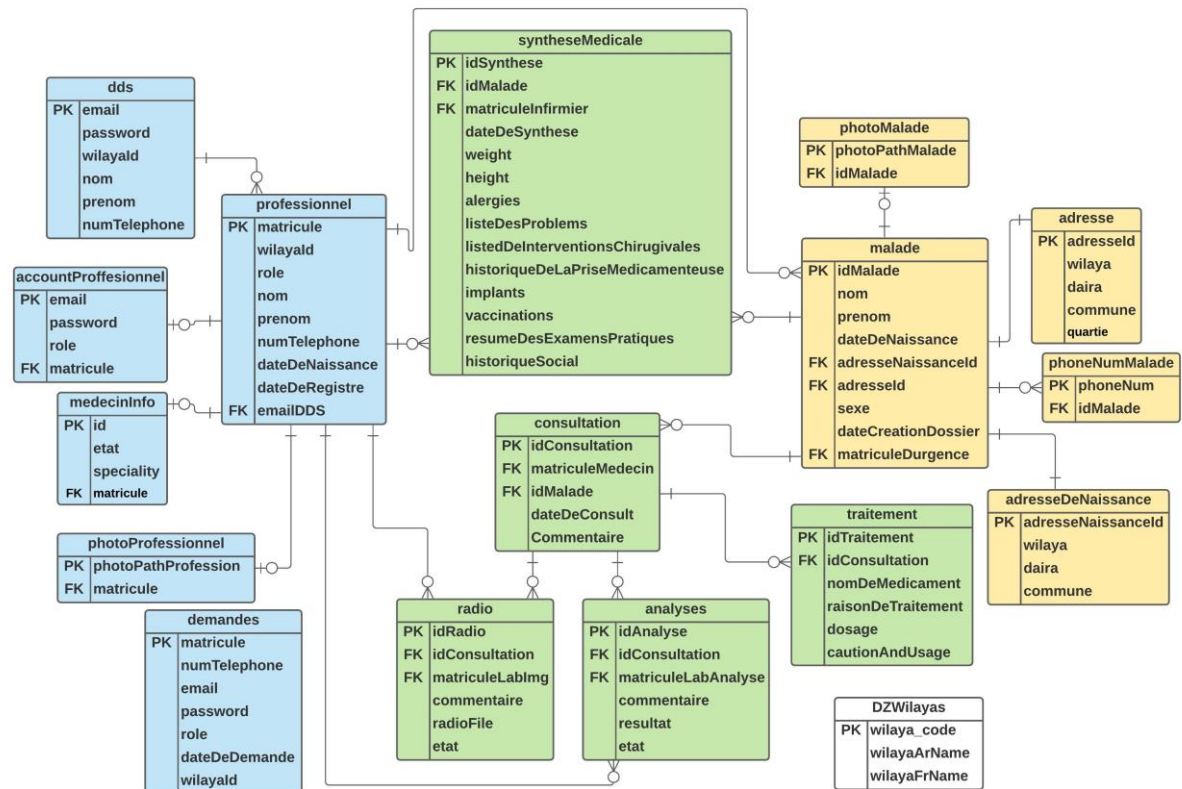 syntheseMedicale
PK idSynthese
FK idMalade
FK matriculeInfirmier
dateDeSynthese
weight
height
alergies
listeDesProblems
listedDeInterventionsChirugivales
historiqueDeLaPriseMedicamenteuse
implants
vaccinations
resumeDesExamensPratiques
historiqueSocial
dds
PK email
password
wilayaId
nom
prenom
numTelephone
professionnel
PK matricule
wilayaId
role
nom
prenom
numTelephone
dateDeNaissance
dateDeRegistre
FK emailDDS
accountProffesionnel
PK email
password
role
FK matricule
medecinInfo
PK id
etat
speciality
FK matricule
photoProfessionnel
PK photoPathProfession
FK matricule
demandes
PK matricule
numTelephone
email
password
role
dateDeDemande
wilayaId
photoMalade
PK photoPathMalade
FK idMalade
malade
PK idMalade
nom
prenom
dateDeNaissance
FK adresseNaissanceId
FK adresseId
sexe
dateCreationDossier
FK matriculeDurgence
adresse
PK adresseId
wilaya
daira
commune
quartie
phoneNumMalade
PK phoneNum
FK idMalade
adresseDeNaissance
PK adresseNaissanceId
wilaya
daira
commune
consultation
PK idConsultation
FK matriculeMedecin
FK idMalade
dateDeConsult
Commentaire
traitement
PK idTraitement
FK idConsultation
nomDeMedicament
raisonDeTraitement
dosage
cautionAndUsage
radio
PK idRadio
FK idConsultation
FK matriculeLabImg
commentaire
radioFile
etat
analyses
PK idAnalyse
FK idConsultation
FK matriculeLabAnalyse
commentaire
resultat
etat
DZWilayas
PK wilaya_code
wilayaArName
wilayaFrName